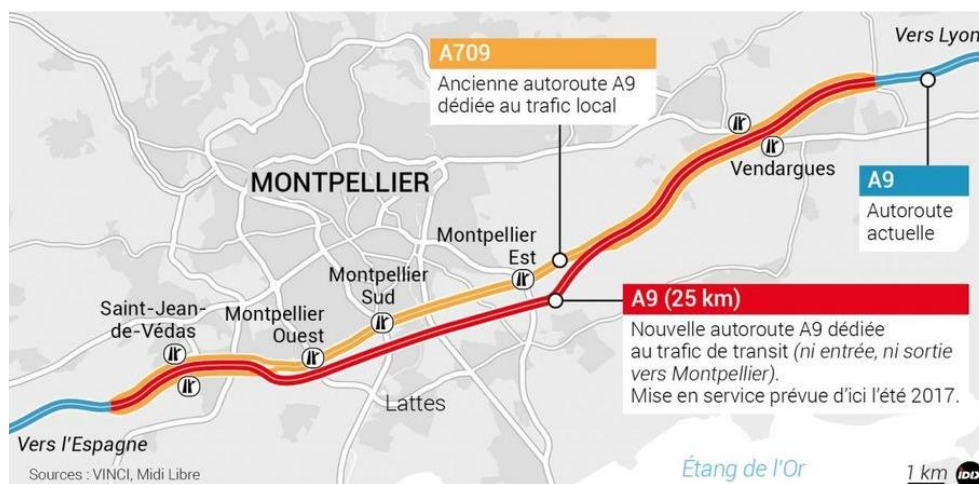 Vers Lyon
A709
Ancienne autoroute A9
dédiée au trafic local
MONTPELLIER
Vendargues
A9
Autoroute
actuelle
Montpellier
Est
Montpellier
Sud
Saint-Jean-
de-Védas
Montpellier
Ouest
A9 (25 km)
Nouvelle autoroute A9 dédiée
au trafic de transit (ni entrée, ni sortie
vers Montpellier).
Mise en service prévue d'ici l'été 2017.
Lattes
Vers l'Espagne
Sources : VINCI, Midi Libre
Étang de l'Or
1 km
idix